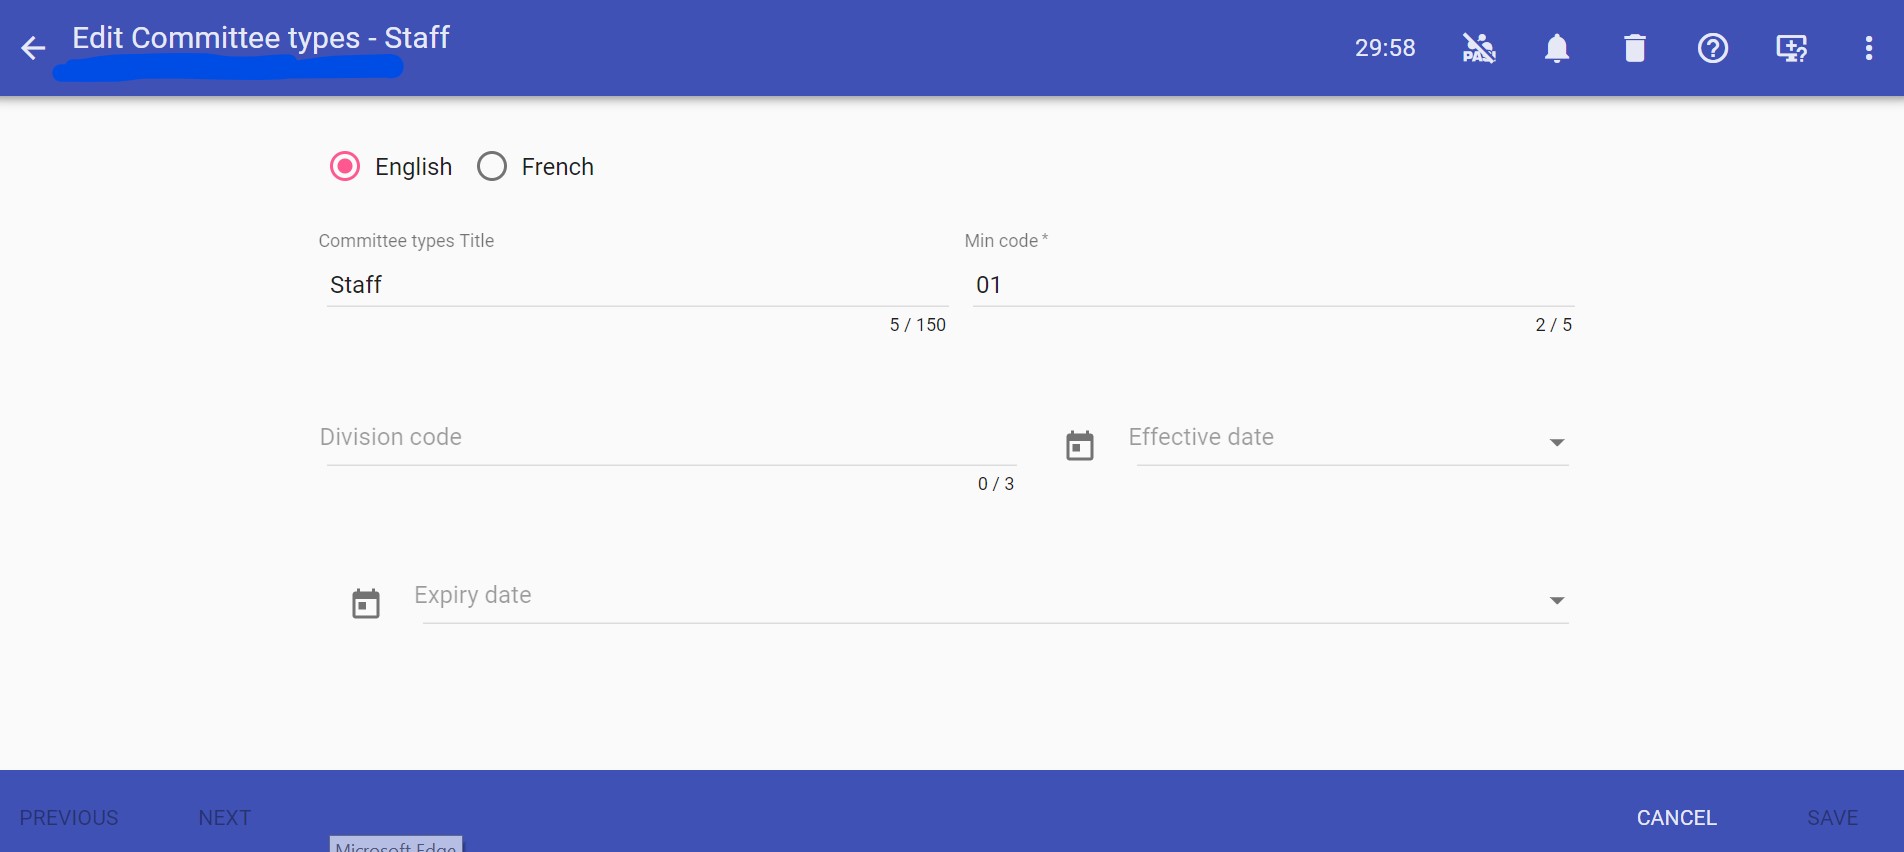 Edit Committee types - Staff
29:58
English French
Committee types Title
Min code *
Staff
01
5 / 150
2 / 5
Division code
Effective date
0 / 3
Expiry date
PREVIOUS NEXT CANCEL SAVE
Microsoft Edge